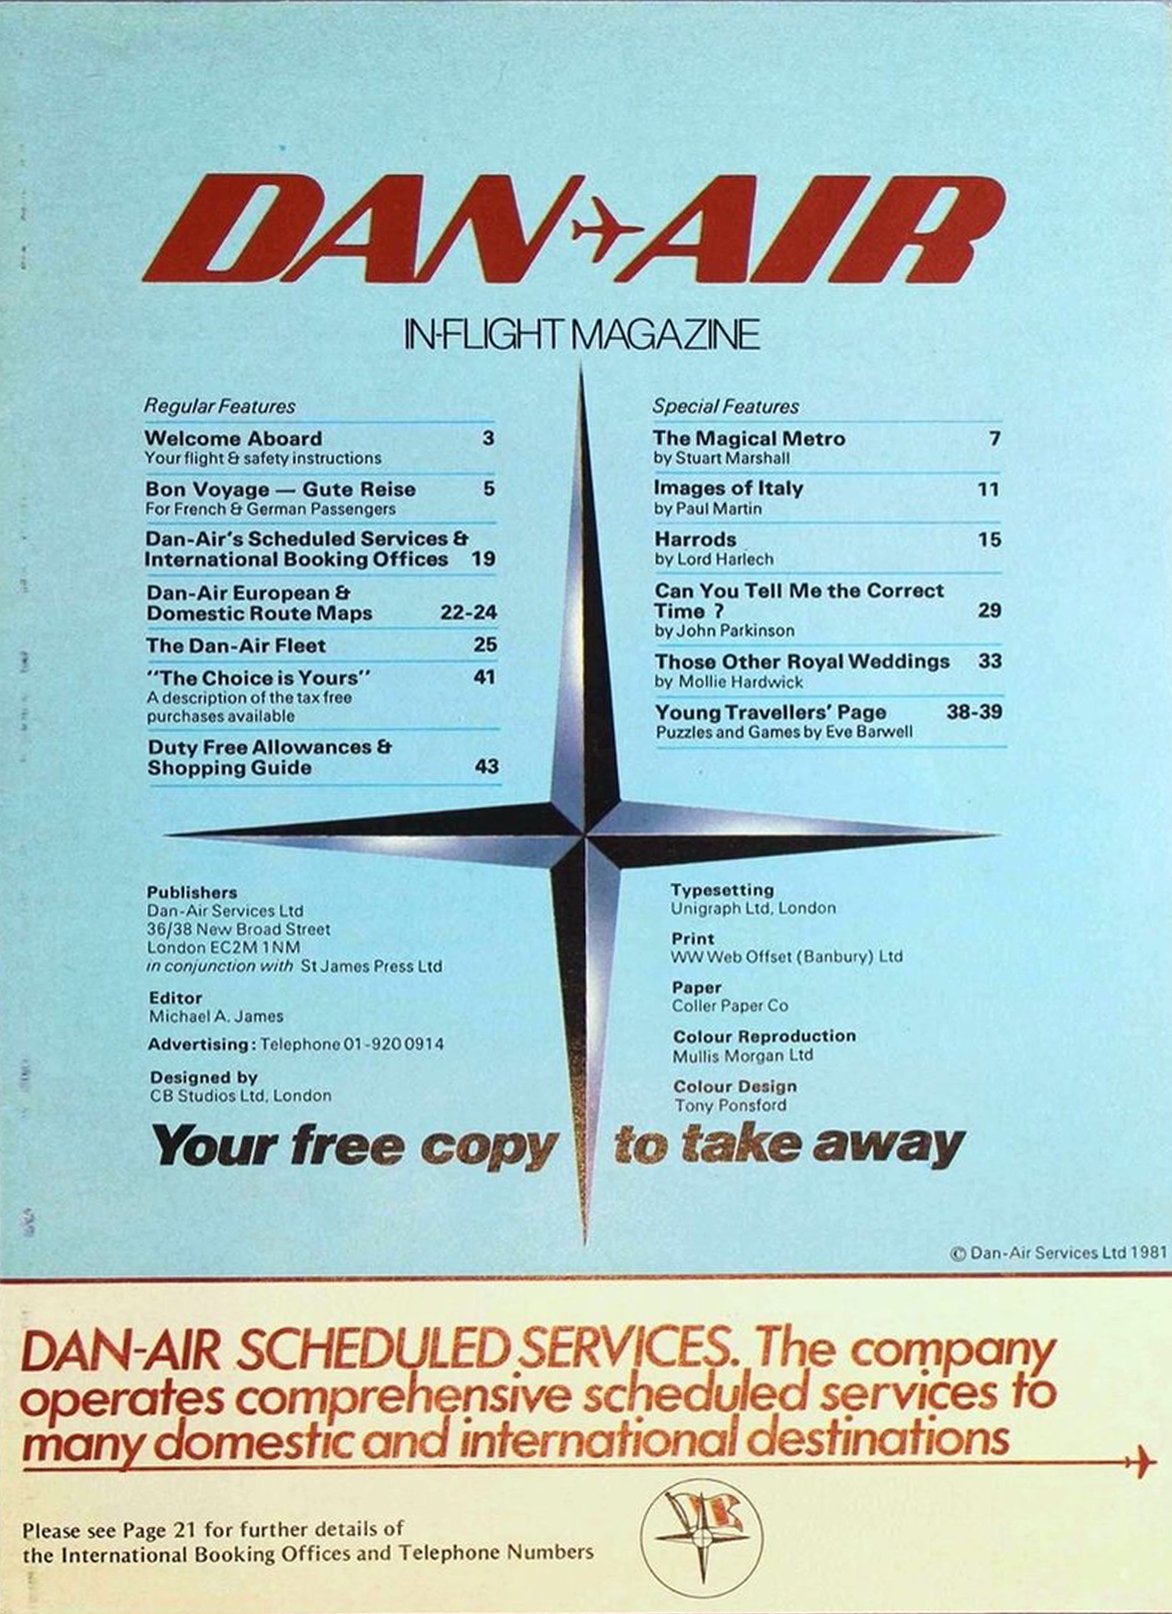 DAN-AIR
IN-FLIGHT MAGAZINE
Regular Features
Welcome Aboard 3
Your flight & safety instructions
Bon Voyage — Gute Reise 5
For French & German Passengers
Dan-Air's Scheduled Services &
International Booking Offices 19
Dan-Air European &
Domestic Route Maps 22-24
The Dan-Air Fleet 25
"The Choice is Yours" 41
A description of the tax free
purchases available
Duty Free Allowances &
Shopping Guide 43
Special Features
The Magical Metro 7
by Stuart Marshall
Images of Italy 11
by Paul Martin
Harrods 15
by Lord Harlech
Can You Tell Me the Correct
Time ? 29
by John Parkinson
Those Other Royal Weddings 33
by Mollie Hardwick
Young Travellers' Page 38-39
Puzzles and Games by Eve Barwell
Publishers
Dan-Air Services Ltd
36/38 New Broad Street
London EC2M 1NM
in conjunction with St James Press Ltd
Editor
Michael A. James
Advertising: Telephone 01-920 0914
Designed by
CB Studios Ltd, London
Typesetting
Unigraph Ltd, London
Print
WW Web Offset (Banbury) Ltd
Paper
Coller Paper Co
Colour Reproduction
Mullis Morgan Ltd
Colour Design
Tony Ponsford
Your free copy to take away
© Dan-Air Services Ltd 1981
DAN-AIR SCHEDULED SERVICES. The company
operates comprehensive scheduled services to
many domestic and international destinations
Please see Page 21 for further details of
the International Booking Offices and Telephone Numbers